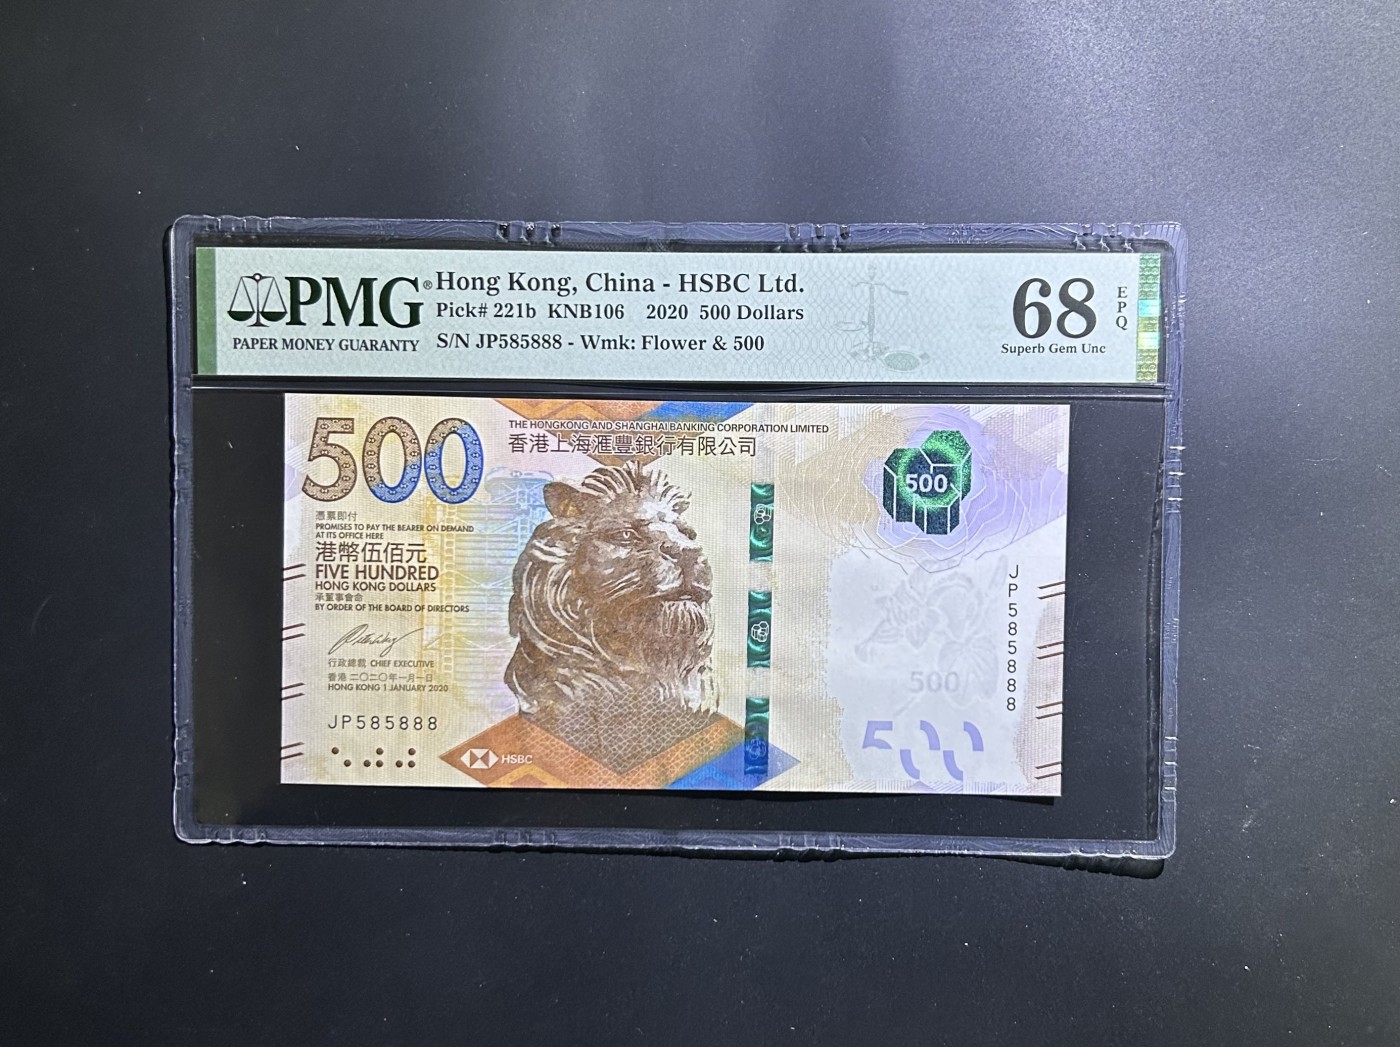 PMG®
PAPER MONEY GUARANTY
Hong Kong, China - HSBC Ltd.
Pick# 221b KNB106 2020 500 Dollars
S/N JP585888 - Wmk: Flower & 500
68
EPQ
Superb Gem Unc
500
THE HONGKONG AND SHANGHAI BANKING CORPORATION LIMITED
香港上海滙豐銀行有限公司
憑票即付
PROMISES TO PAY THE BEARER ON DEMAND
AT ITS OFFICE HERE
港幣伍佰元
FIVE HUNDRED
HONG KONG DOLLARS
承董事會命
BY ORDER OF THE BOARD OF DIRECTORS
行政總裁 CHIEF EXECUTIVE
香港 二〇二〇年一月一日
HONG KONG 1 JANUARY 2020
JP585888
HSBC
500
JP585888
500
500